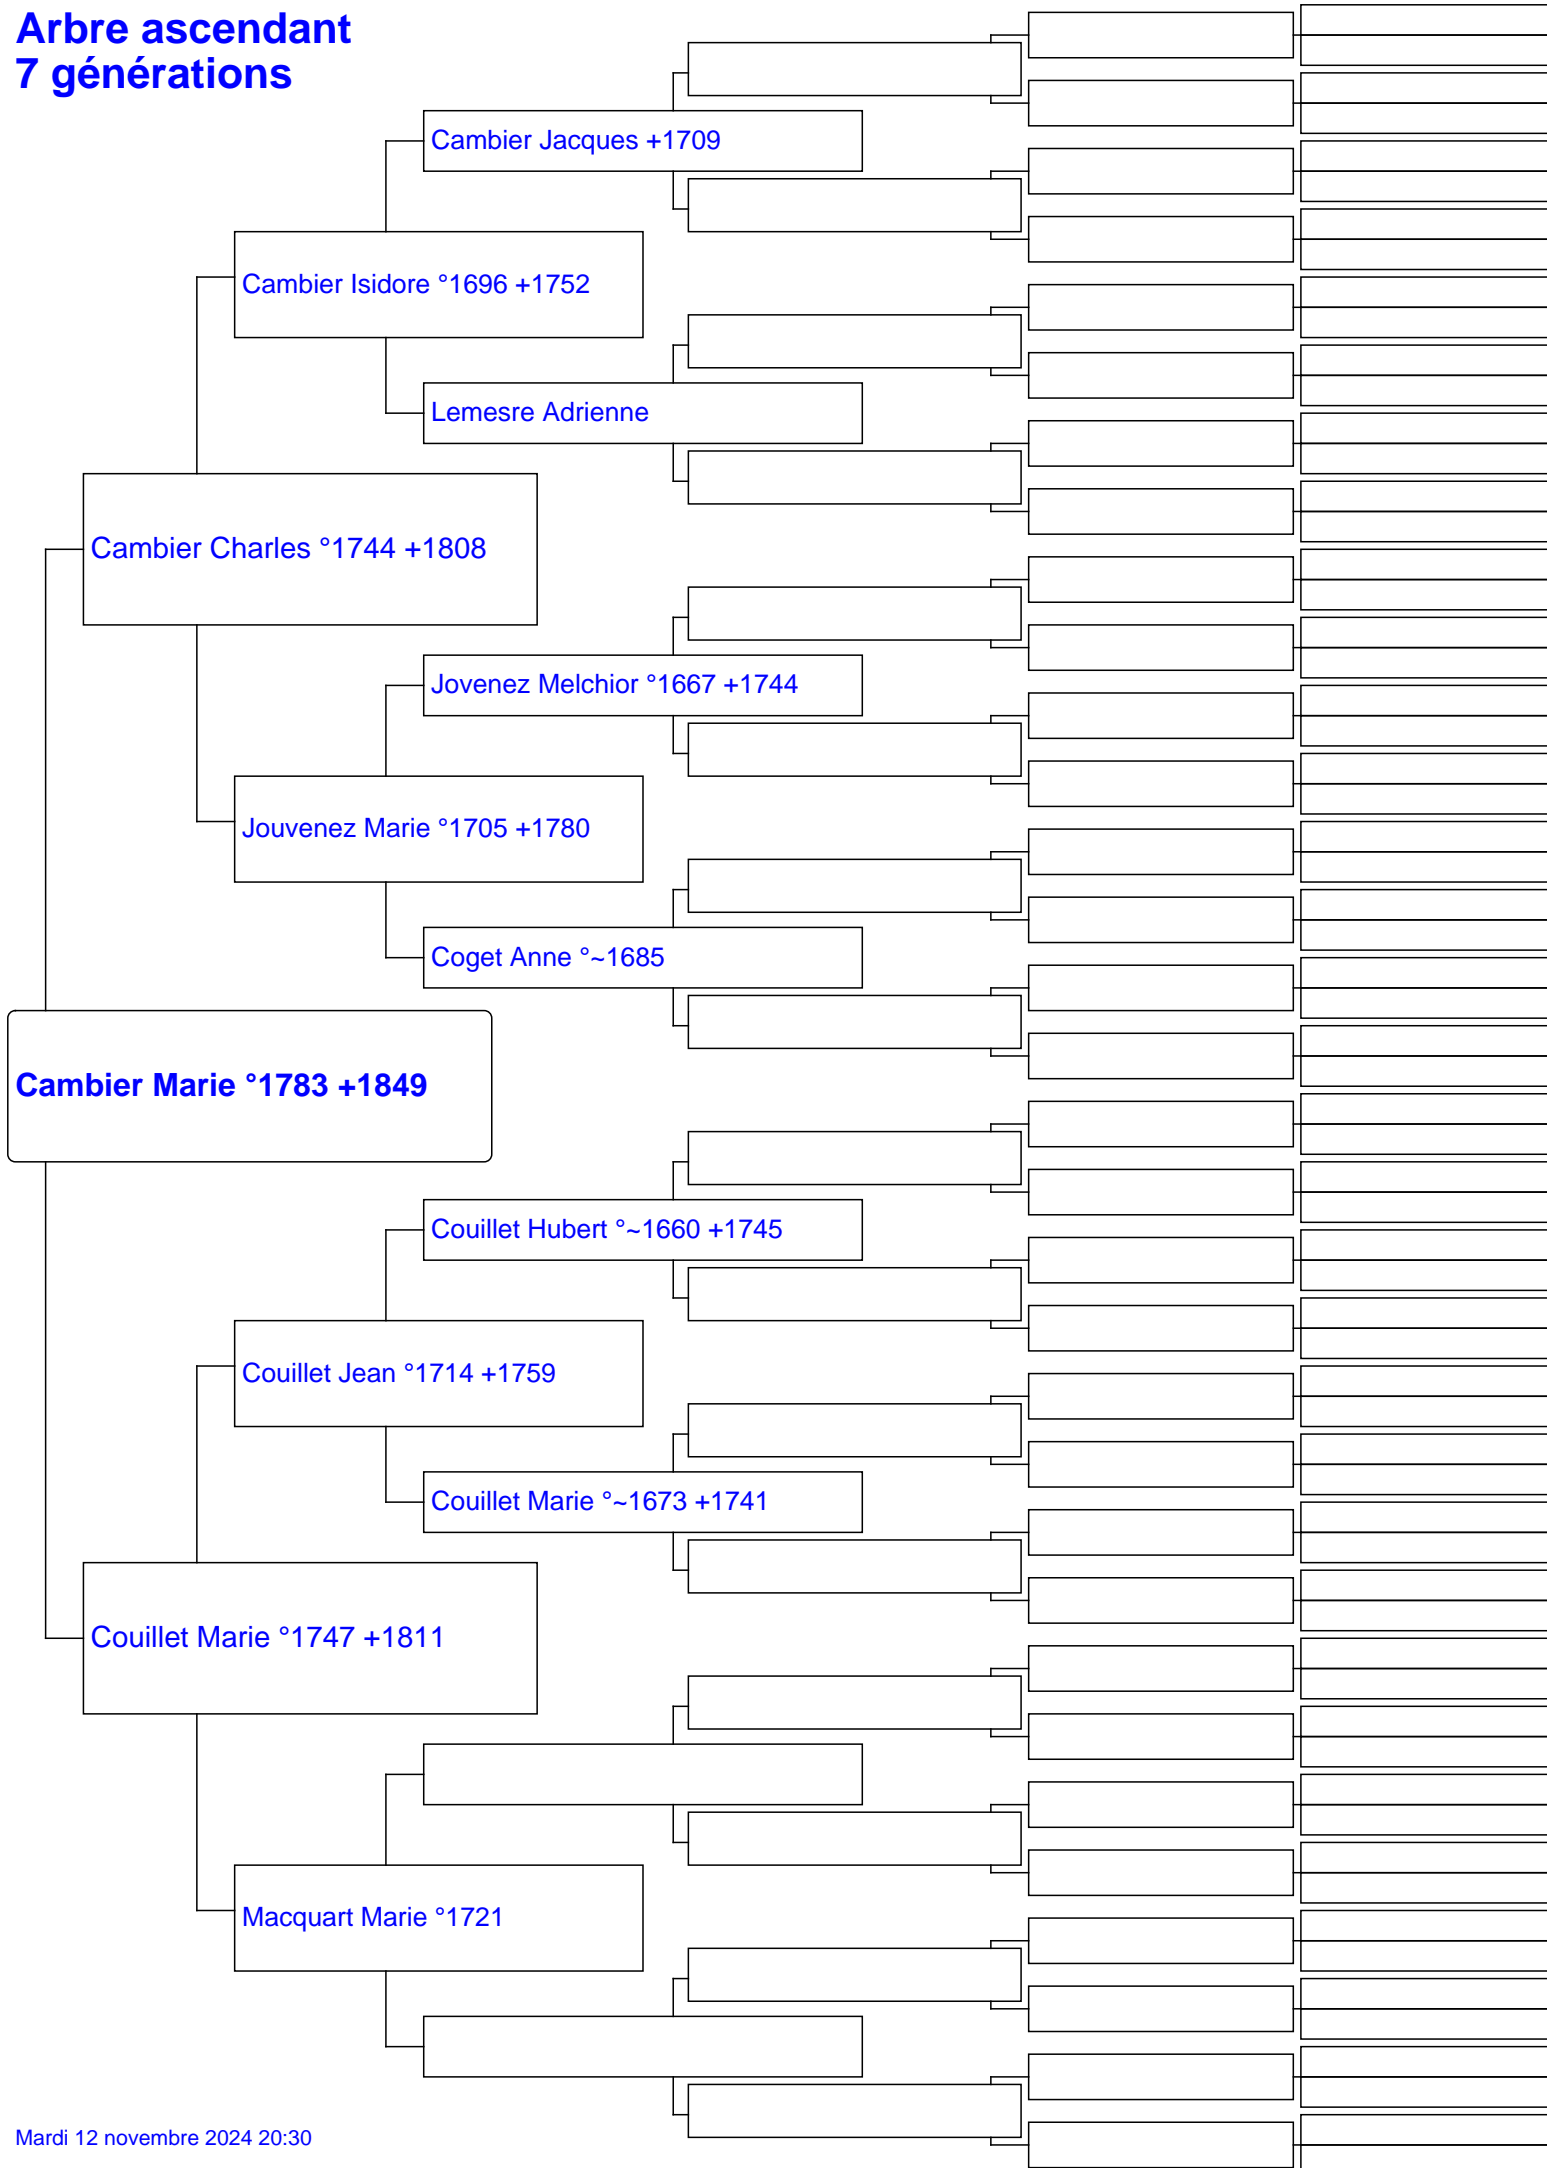 Arbre ascendant
7 générations
Cambier Jacques +1709
Cambier Isidore °1696 +1752
Lemesre Adrienne
Cambier Charles °1744 +1808
Jovenez Melchior °1667 +1744
Jouvenez Marie °1705 +1780
Coget Anne °~1685
Cambier Marie °1783 +1849
Couillet Hubert °~1660 +1745
Couillet Jean °1714 +1759
Couillet Marie °~1673 +1741
Couillet Marie °1747 +1811
Macquart Marie °1721
Mardi 12 novembre 2024 20:30